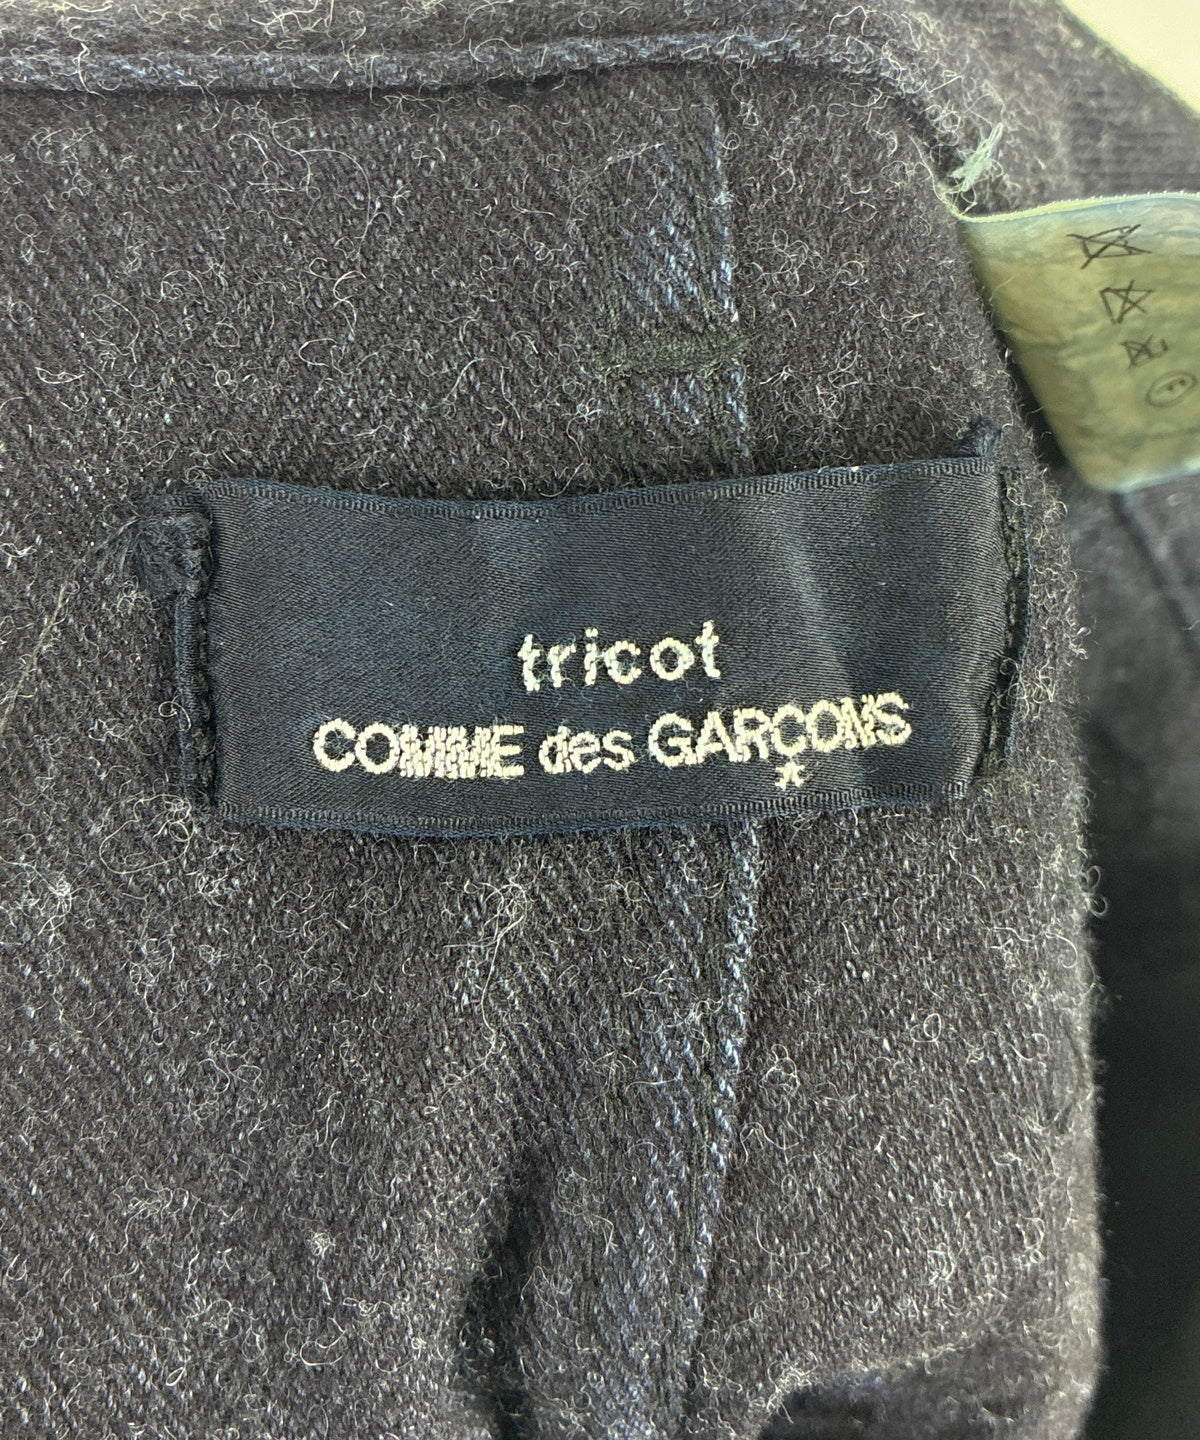 tricot
COMME des GARÇONS
*